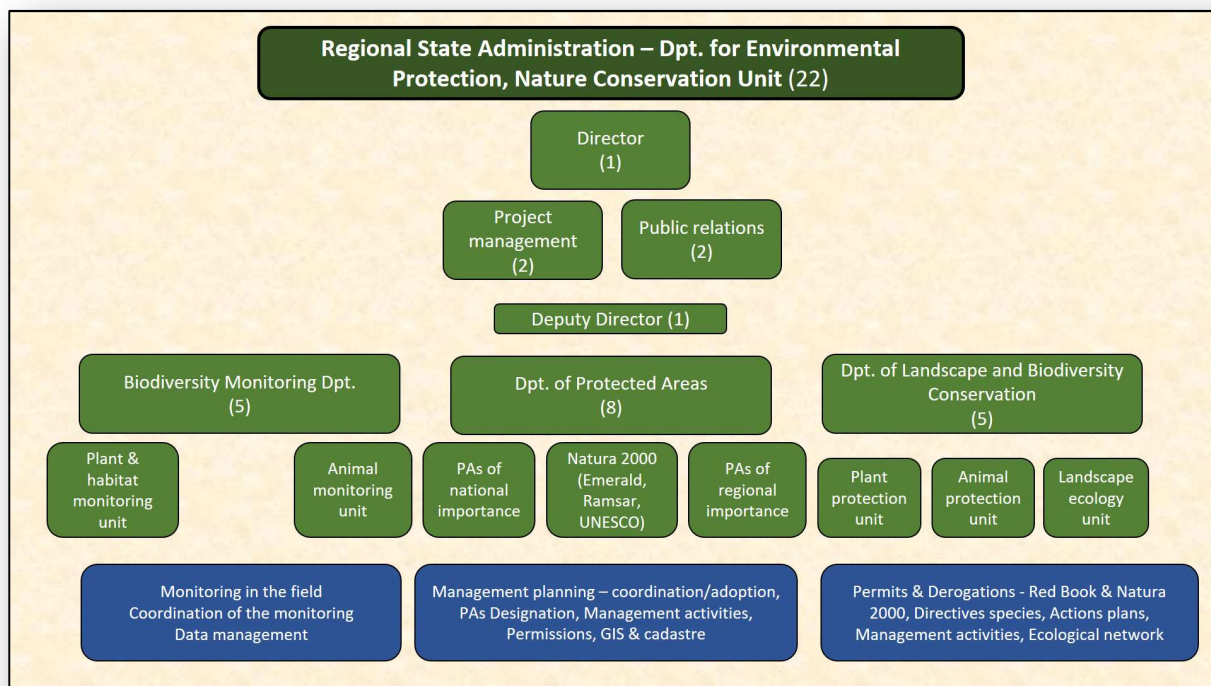 Regional State Administration – Dpt. for Environmental
Protection, Nature Conservation Unit (22)
Director
(1)
Project
management
(2)
Public relations
(2)
Deputy Director (1)
Biodiversity Monitoring Dpt.
(5)
Dpt. of Protected Areas
(8)
Dpt. of Landscape and Biodiversity
Conservation
(5)
Plant &
habitat
monitoring
unit
Animal
monitoring
unit
PAs of
national
importance
Natura 2000
(Emerald,
Ramsar,
UNESCO)
PAs of
regional
importance
Plant
protection
unit
Animal
protection
unit
Landscape
ecology
unit
Monitoring in the field
Coordination of the monitoring
Data management
Management planning – coordination/adoption,
PAs Designation, Management activities,
Permissions, GIS & cadastre
Permits & Derogations - Red Book & Natura
2000, Directives species, Actions plans,
Management activities, Ecological network